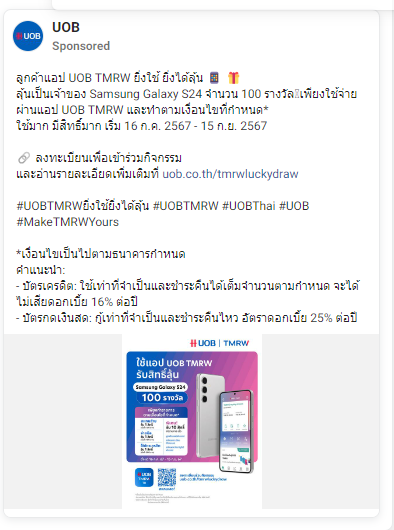 UOB
UOB
Sponsored
ลูกค้าแอป UOB TMRW ยิ่งใช้ ยิ่งได้ลุ้น
ลุ้นเป็นเจ้าของ Samsung Galaxy S24 จำนวน 100 รางวัล เพียงใช้จ่าย
ผ่านแอป UOB TMRW และทำตามเงื่อนไขที่กำหนด*
ใช้มาก มีสิทธิ์มาก เริ่ม 16 ก.ค. 2567 - 15 ก.ย. 2567
ลงทะเบียนเพื่อเข้าร่วมกิจกรรม
และอ่านรายละเอียดเพิ่มเติมที่ uob.co.th/tmrwluckydraw
#UOBTMRWยิ่งใช้ยิ่งได้ลุ้น #UOBTMRW #UOBThai #UOB
#MakeTMRWYours
*เงื่อนไขเป็นไปตามธนาคารกำหนด
คำแนะนำ:
- บัตรเครดิต: ใช้เท่าที่จำเป็นและชำระคืนได้เต็มจำนวนตามกำหนด จะได้
ไม่เสียดอกเบี้ย 16% ต่อปี
- บัตรกดเงินสด: กู้เท่าที่จำเป็นและชำระคืนไหว อัตราดอกเบี้ย 25% ต่อปี
UOB | TMRW
ใช้แอป UOB TMRW
รับสิทธิ์ลุ้น
Samsung Galaxy S24
100 รางวัล